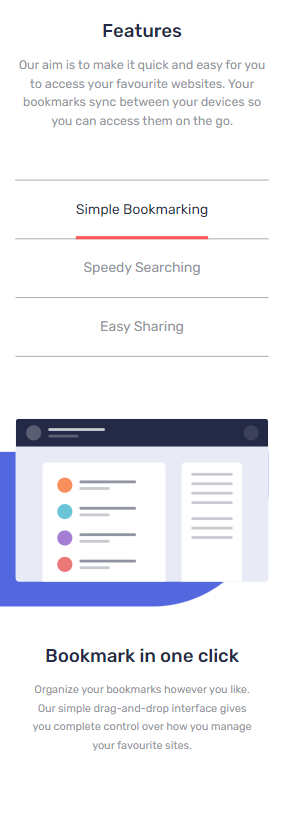 Features
Our aim is to make it quick and easy for you
to access your favourite websites. Your
bookmarks sync between your devices so
you can access them on the go.
Simple Bookmarking
Speedy Searching
Easy Sharing
Bookmark in one click
Organize your bookmarks however you like.
Our simple drag-and-drop interface gives
you complete control over how you manage
your favourite sites.